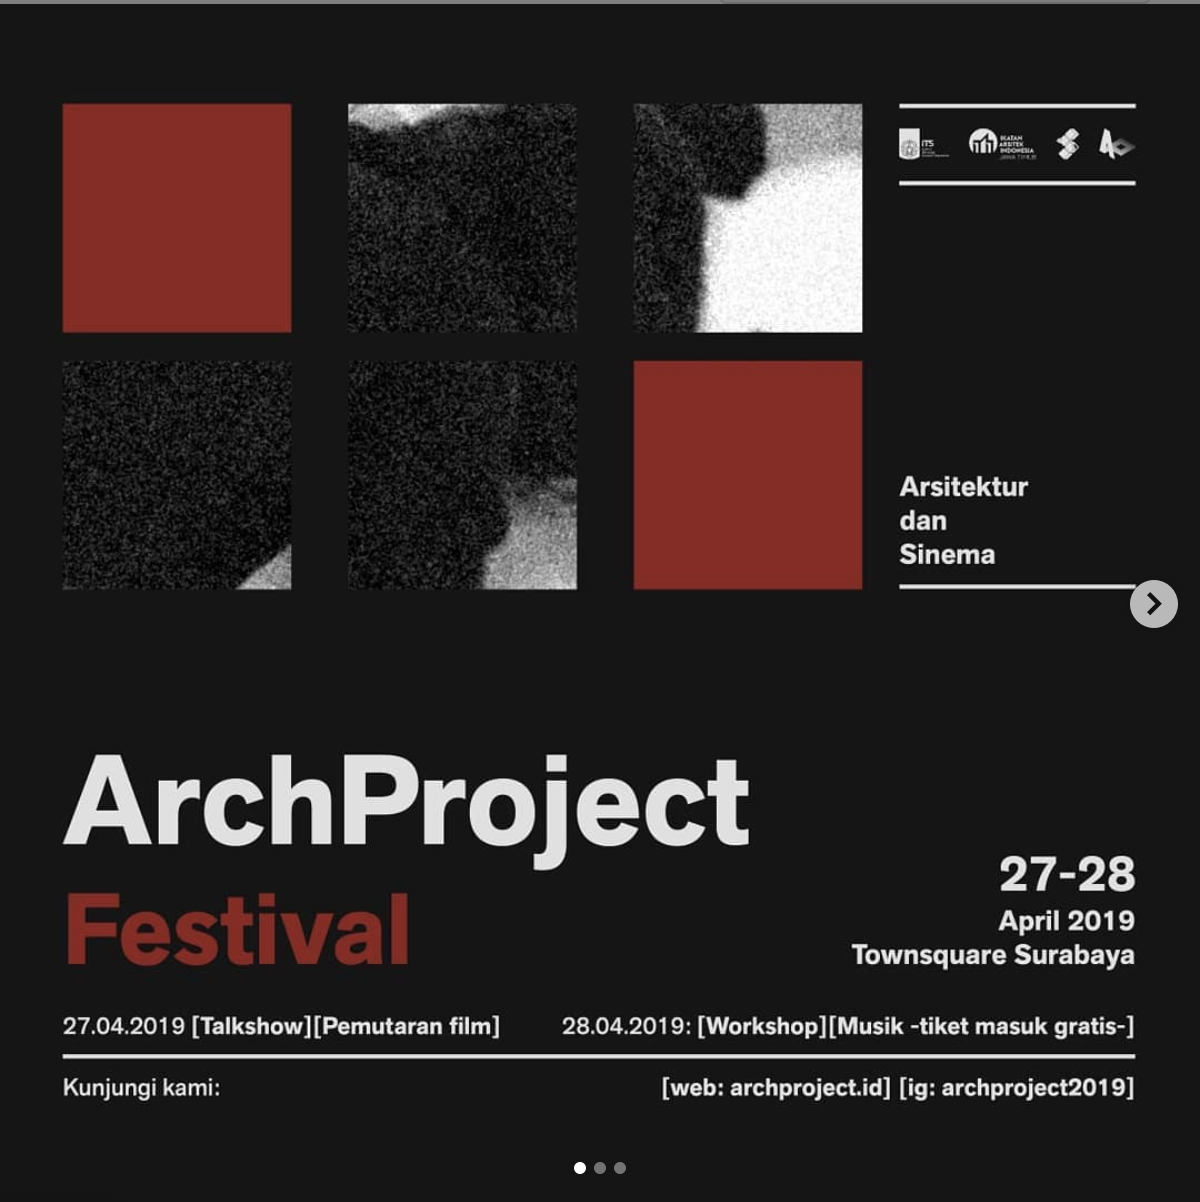 ITS
IKATAN
ARSITEK
INDONESIA
JAWA TIMUR
Arsitektur
dan
Sinema
ArchProject
Festival
27-28
April 2019
Townsquare Surabaya
27.04.2019 [Talkshow][Pemutaran film]
28.04.2019: [Workshop][Musik -tiket masuk gratis-]
Kunjungi kami:
[web: archproject.id] [ig: archproject2019]